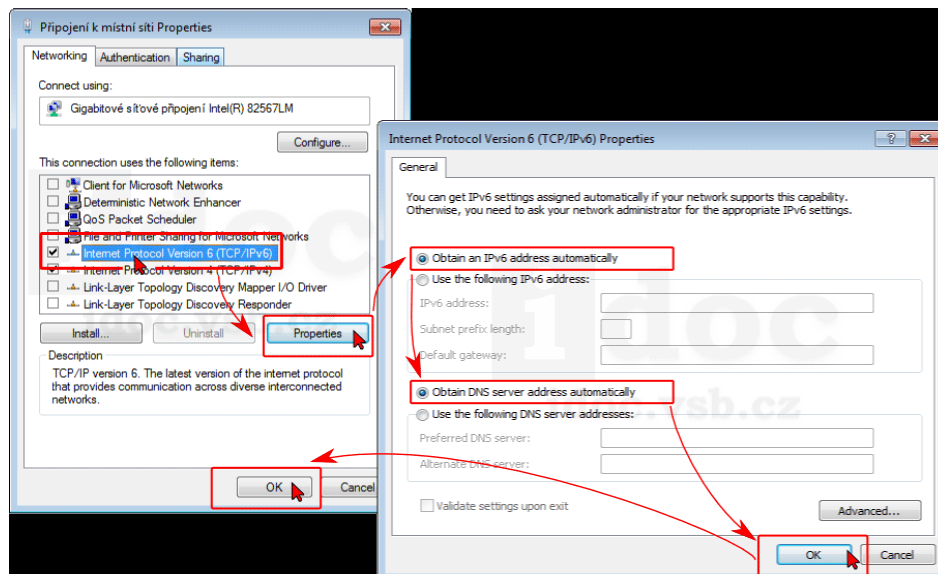 Připojení k místní síti Properties
Networking
Authentication
Sharing
Connect using:
Gigabitové síťové připojení Intel(R) 82567LM
Configure...
This connection uses the following items:
Client for Microsoft Networks
Deterministic Network Enhancer
QoS Packet Scheduler
File and Printer Sharing for Microsoft Networks
Internet Protocol Version 6 (TCP/IPv6)
Internet Protocol Version 4 (TCP/IPv4)
Link-Layer Topology Discovery Mapper I/O Driver
Link-Layer Topology Discovery Responder
Install...
Uninstall
Properties
Description
TCP/IP version 6. The latest version of the internet protocol
that provides communication across diverse interconnected
networks.
OK
Cancel
Internet Protocol Version 6 (TCP/IPv6) Properties
General
You can get IPv6 settings assigned automatically if your network supports this capability.
Otherwise, you need to ask your network administrator for the appropriate IPv6 settings.
Obtain an IPv6 address automatically
Use the following IPv6 address:
IPv6 address:
Subnet prefix length:
Default gateway:
Obtain DNS server address automatically
Use the following DNS server addresses:
Preferred DNS server:
Alternate DNS server:
Validate settings upon exit
Advanced...
OK
Cancel
idoc
idoc.vsb.cz